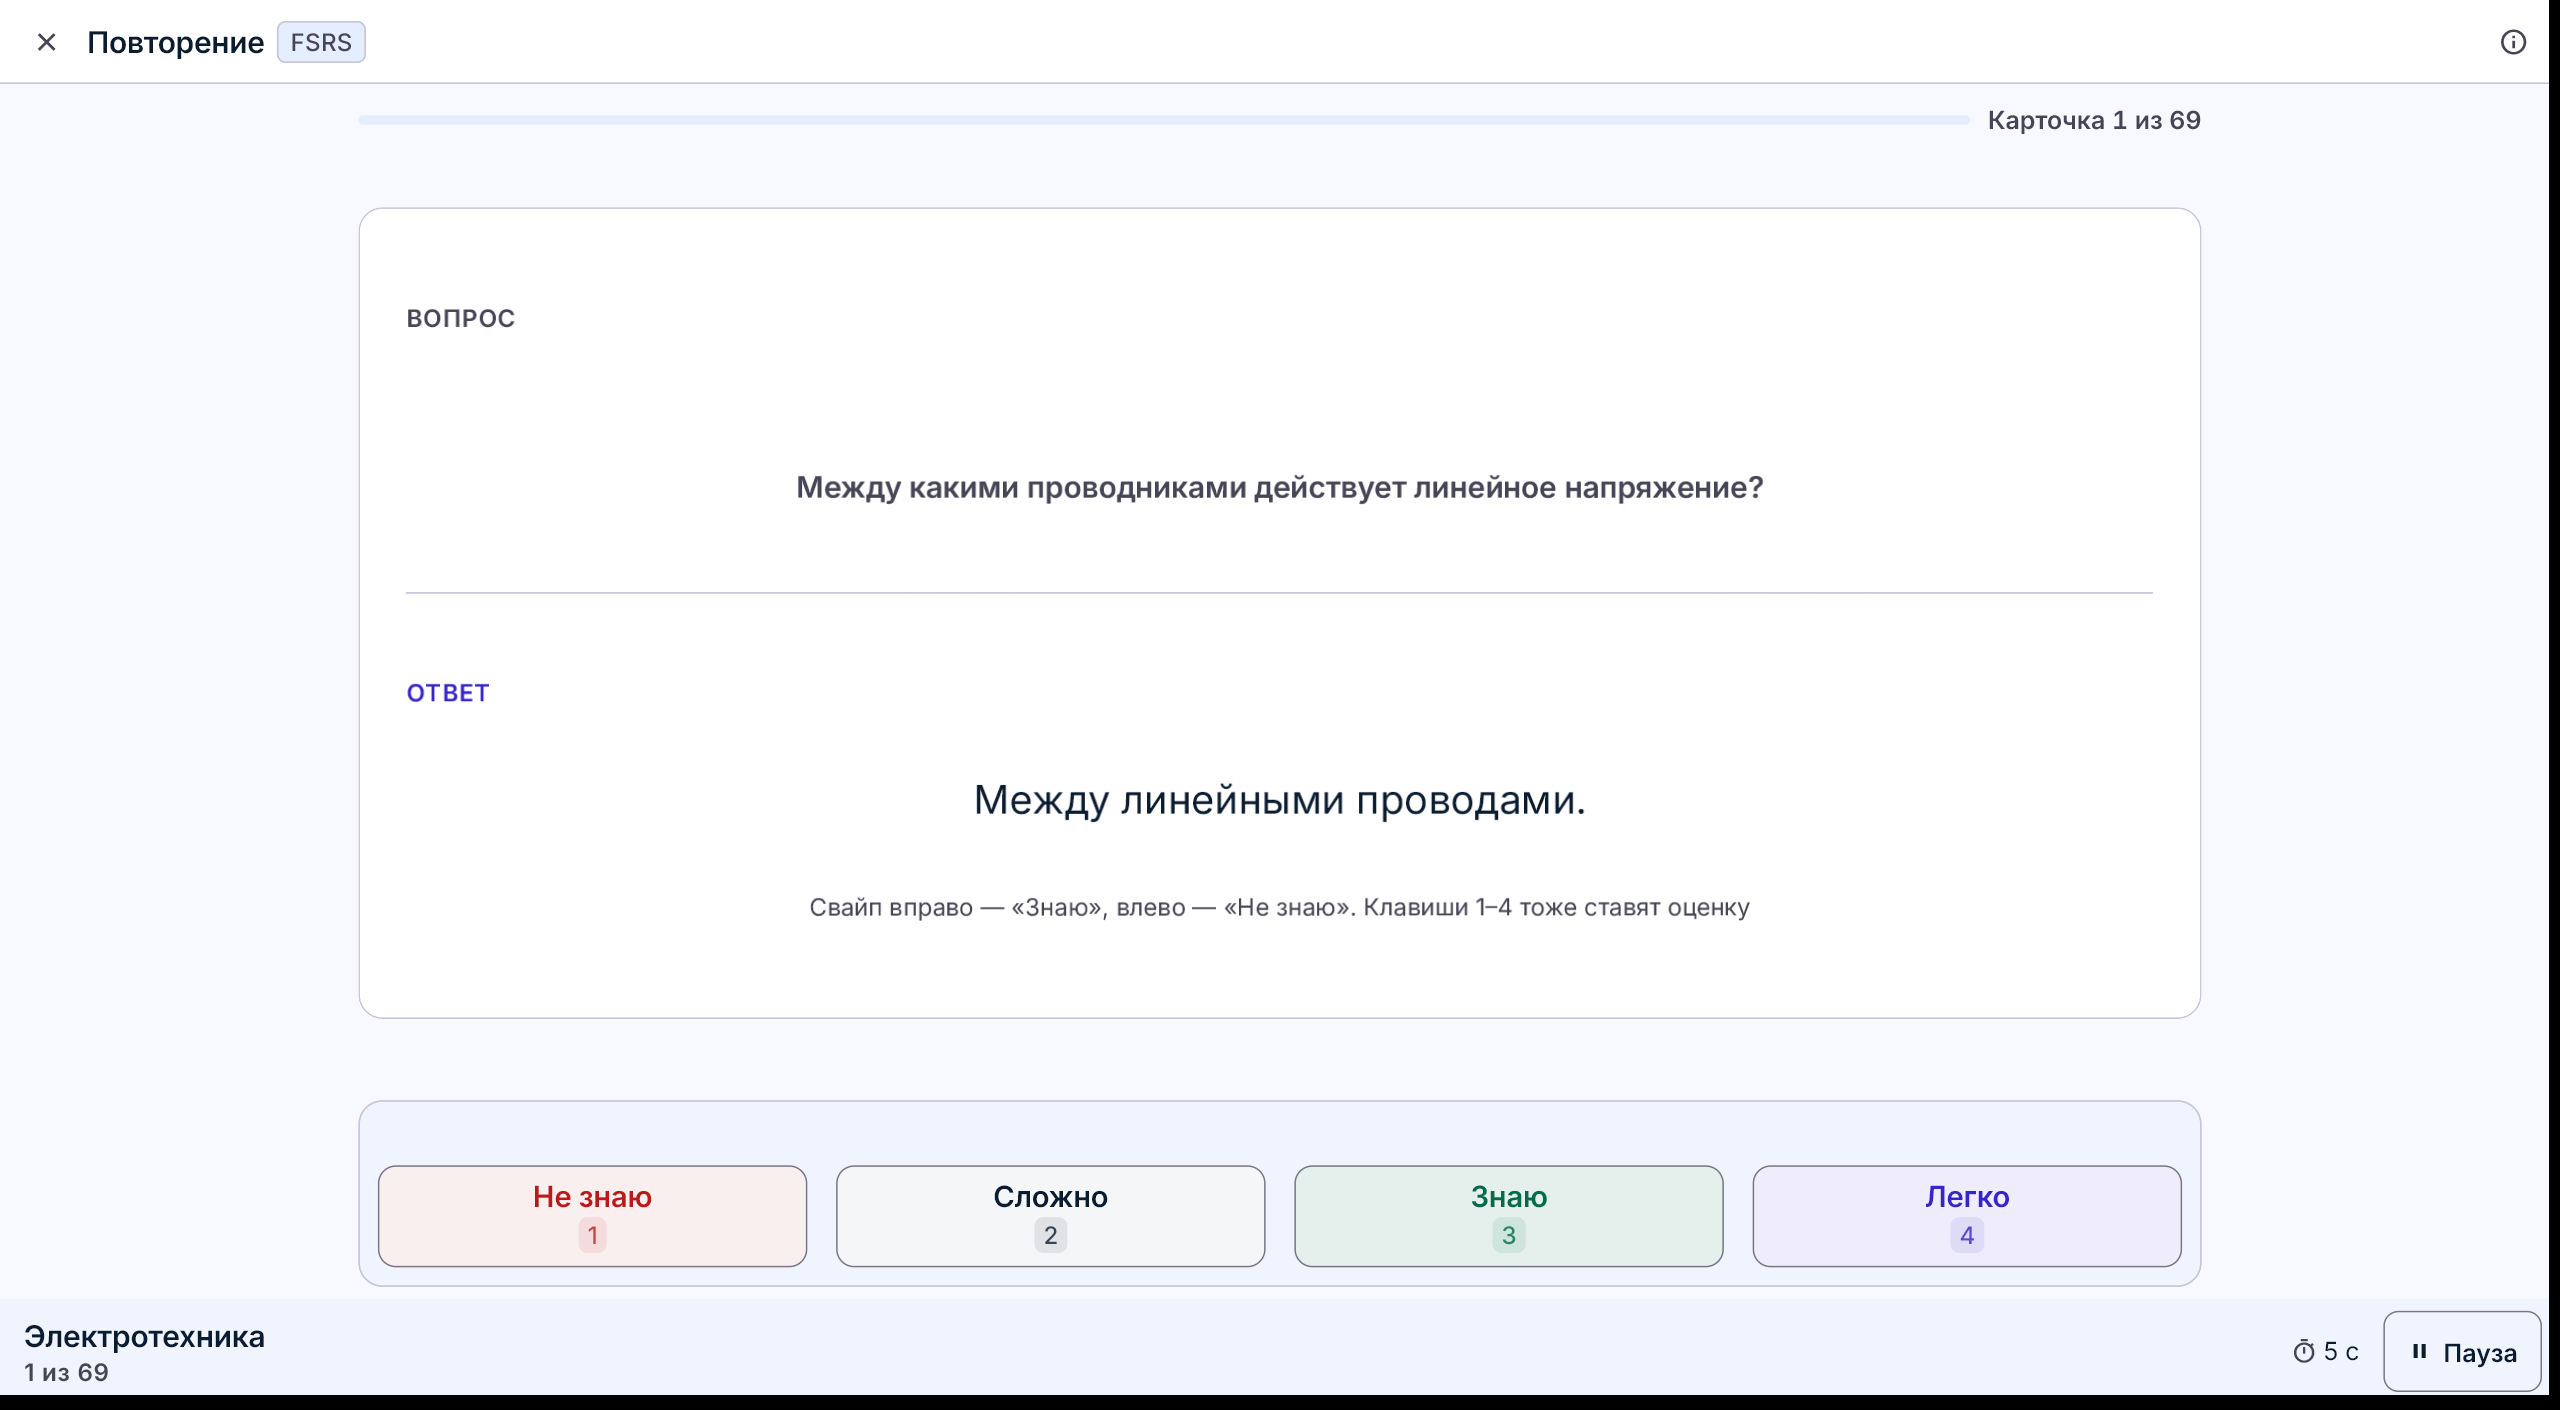 Повторение FSRS
Карточка 1 из 69
ВОПРОС
Между какими проводниками действует линейное напряжение?
ОТВЕТ
Между линейными проводами.
Свайп вправо — «Знаю», влево — «Не знаю». Клавиши 1–4 тоже ставят оценку
Не знаю
1
Сложно
2
Знаю
3
Легко
4
Электротехника
1 из 69
5 с
Пауза